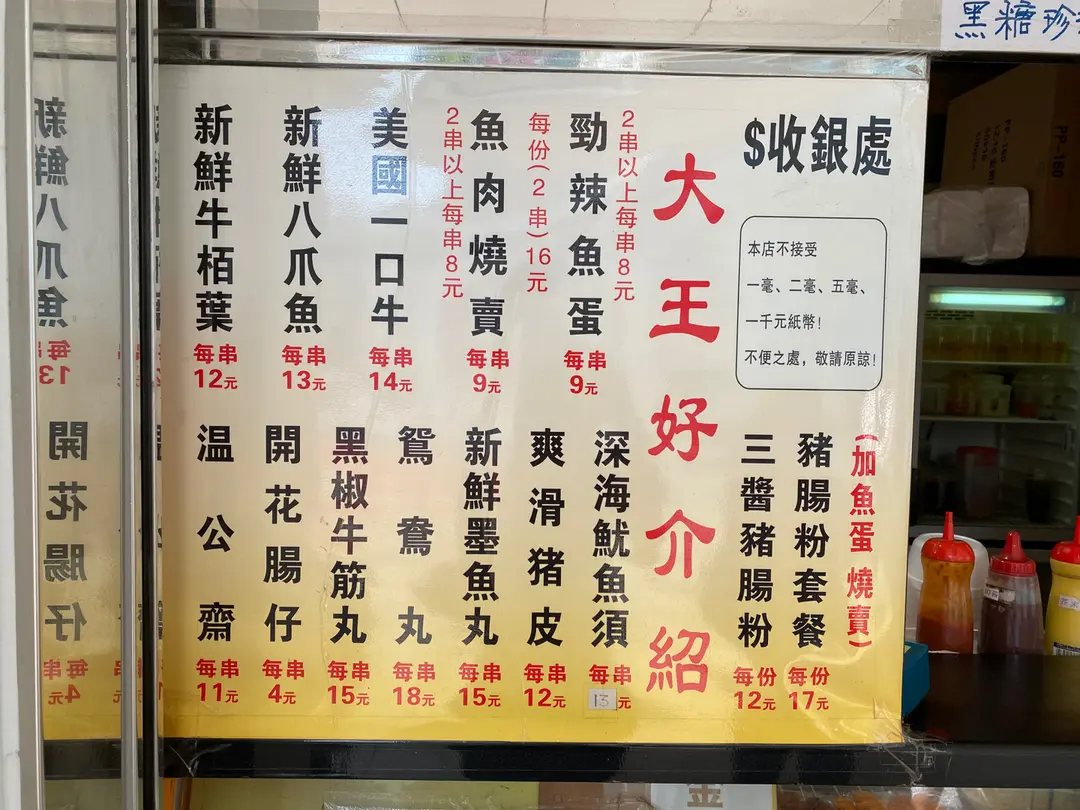 黑糖珍
$收銀處
本店不接受
一毫、二毫、五毫、
一千元紙幣!
不便之處，敬請原諒!
大王好介紹
2串以上每串8元
勁辣魚蛋
每串
9元
每份(2串)16元
魚肉燒賣
每串
9元
2串以上每串8元
美國一口牛
每串
14元
新鮮八爪魚
每串
13元
新鮮牛栢葉
每串
12元
(加魚蛋 燒賣)
豬腸粉套餐
每份
17元
三醬豬腸粉
每份
12元
深海魷魚須
每串
13元
爽滑猪皮
每串
12元
新鮮墨魚丸
每串
15元
鴛鴦丸
每串
18元
黑椒牛筋丸
每串
15元
開花腸仔
每串
4元
温公齋
每串
11元
PP-160